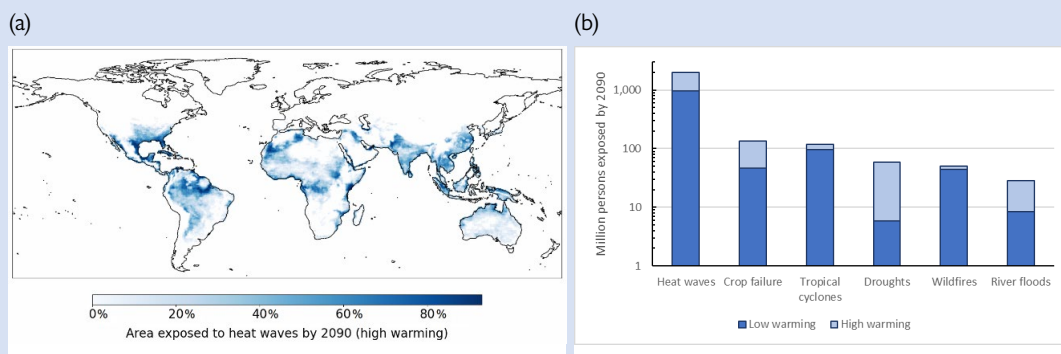 (a)
0%
20%
40%
60%
80%
Area exposed to heat waves by 2090 (high warming)
(b)
Million persons exposed by 2090
1,000
100
10
1
Heat waves
Crop failure
Tropical
cyclones
Droughts
Wildfires
River floods
Low warming
High warming